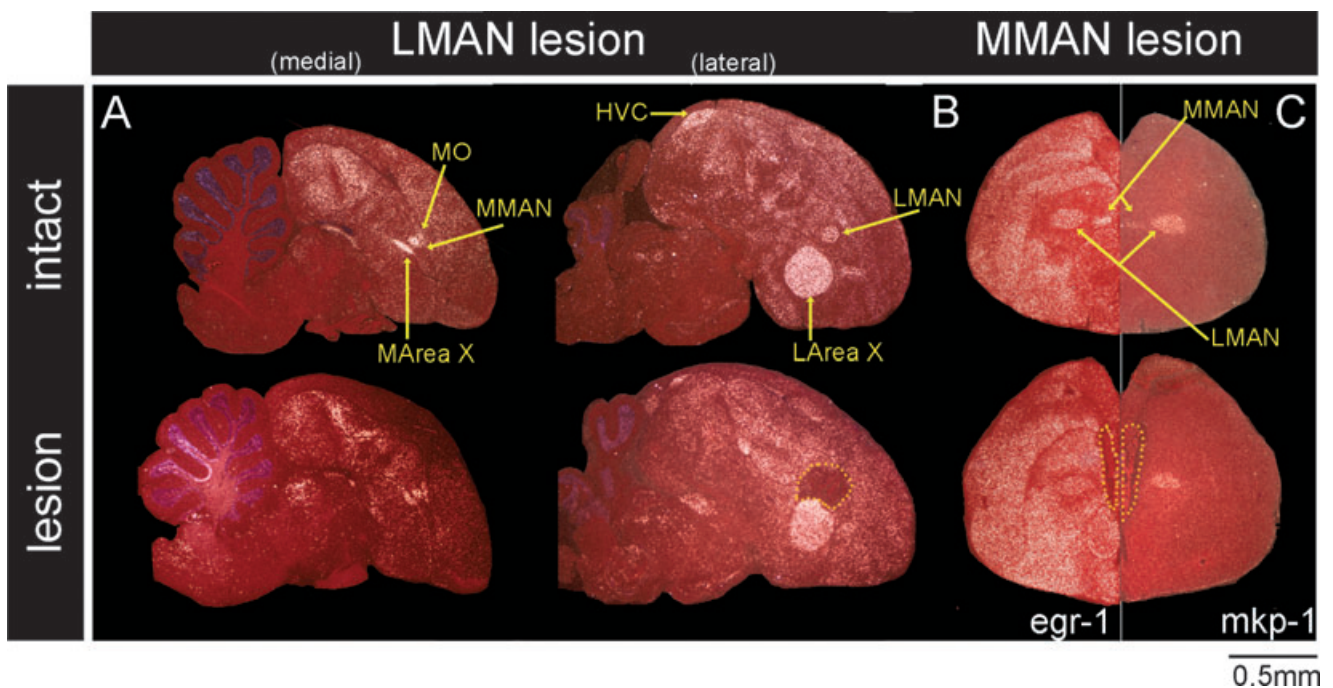 LMAN lesion
MMAN lesion
(medial)
(lateral)
intact
lesion
A
MO
MMAN
MArea X
HVC
LMAN
LArea X
B
MMAN
C
LMAN
egr-1
mkp-1
0.5mm